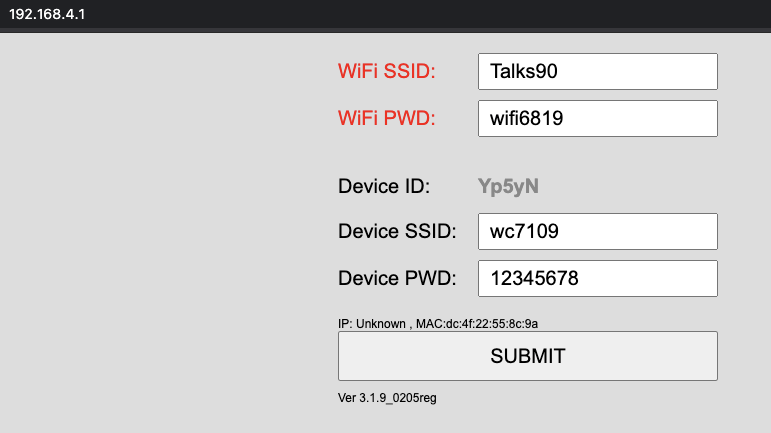 192.168.4.1
WiFi SSID: Talks90
WiFi PWD: wifi6819
Device ID: Yp5yN
Device SSID: wc7109
Device PWD: 12345678
IP: Unknown , MAC:dc:4f:22:55:8c:9a
SUBMIT
Ver 3.1.9_0205reg